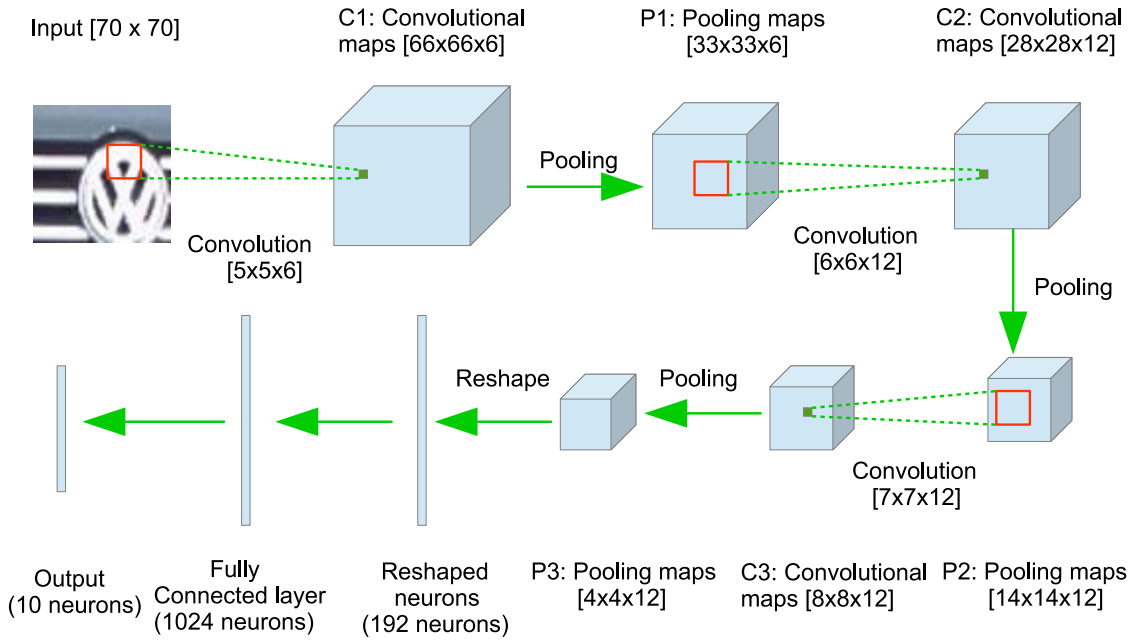 Input [70 x 70]
C1: Convolutional
maps [66x66x6]
P1: Pooling maps
[33x33x6]
C2: Convolutional
maps [28x28x12]
Convolution
[5x5x6]
Pooling
Convolution
[6x6x12]
Pooling
Reshape
Pooling
Convolution
[7x7x12]
Output
(10 neurons)
Fully
Connected layer
(1024 neurons)
Reshaped
neurons
(192 neurons)
P3: Pooling maps
[4x4x12]
C3: Convolutional
maps [8x8x12]
P2: Pooling maps
[14x14x12]